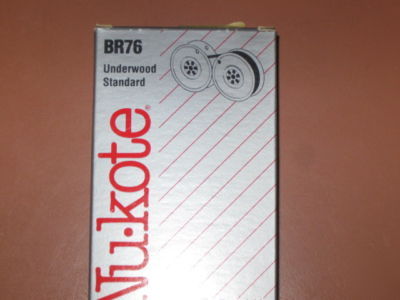 BR76
Underwood
Standard
Nu·kote®